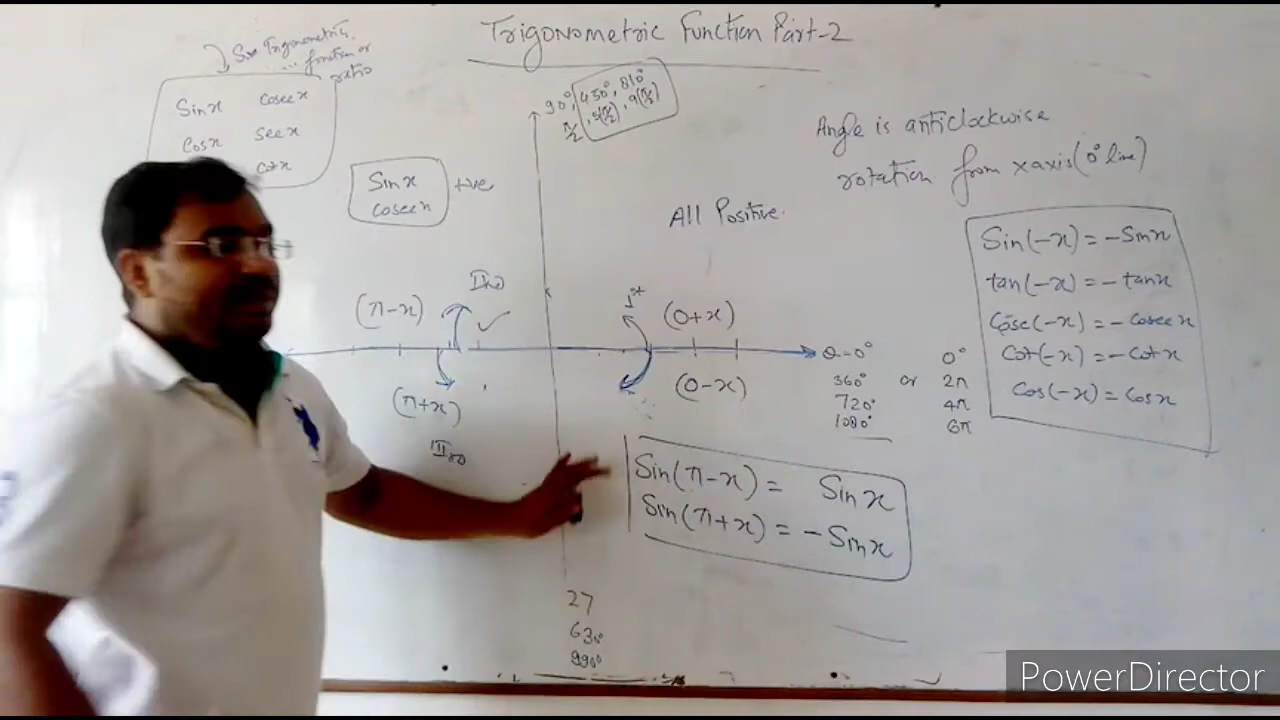 Trigonometric Function Part-2
Trigonometric
function or
ratio
Sinx cosecx
Cosx secx
cotx
90°, 450°, 810°
π/2, 5(π/2), 9(π/2)
Sinx +ve
cosecx
Angle is anticlockwise
rotation from xaxis (0° line)
All Positive.
Sin(-x) = -Sinx
tan(-x) = - tanx
Cosec(-x) = - cosecx
Cot(-x) = -Cotx
Cos(-x) = Cosx
IInd
(π-x)
1st
(0+x)
(π+x)
(0-x)
IIIrd
0°
360° or 2π
720° 4π
1080° 6π
Sin(π-x) = Sinx
Sin(π+x) = -Sinx
27
630°
990°
PowerDirector